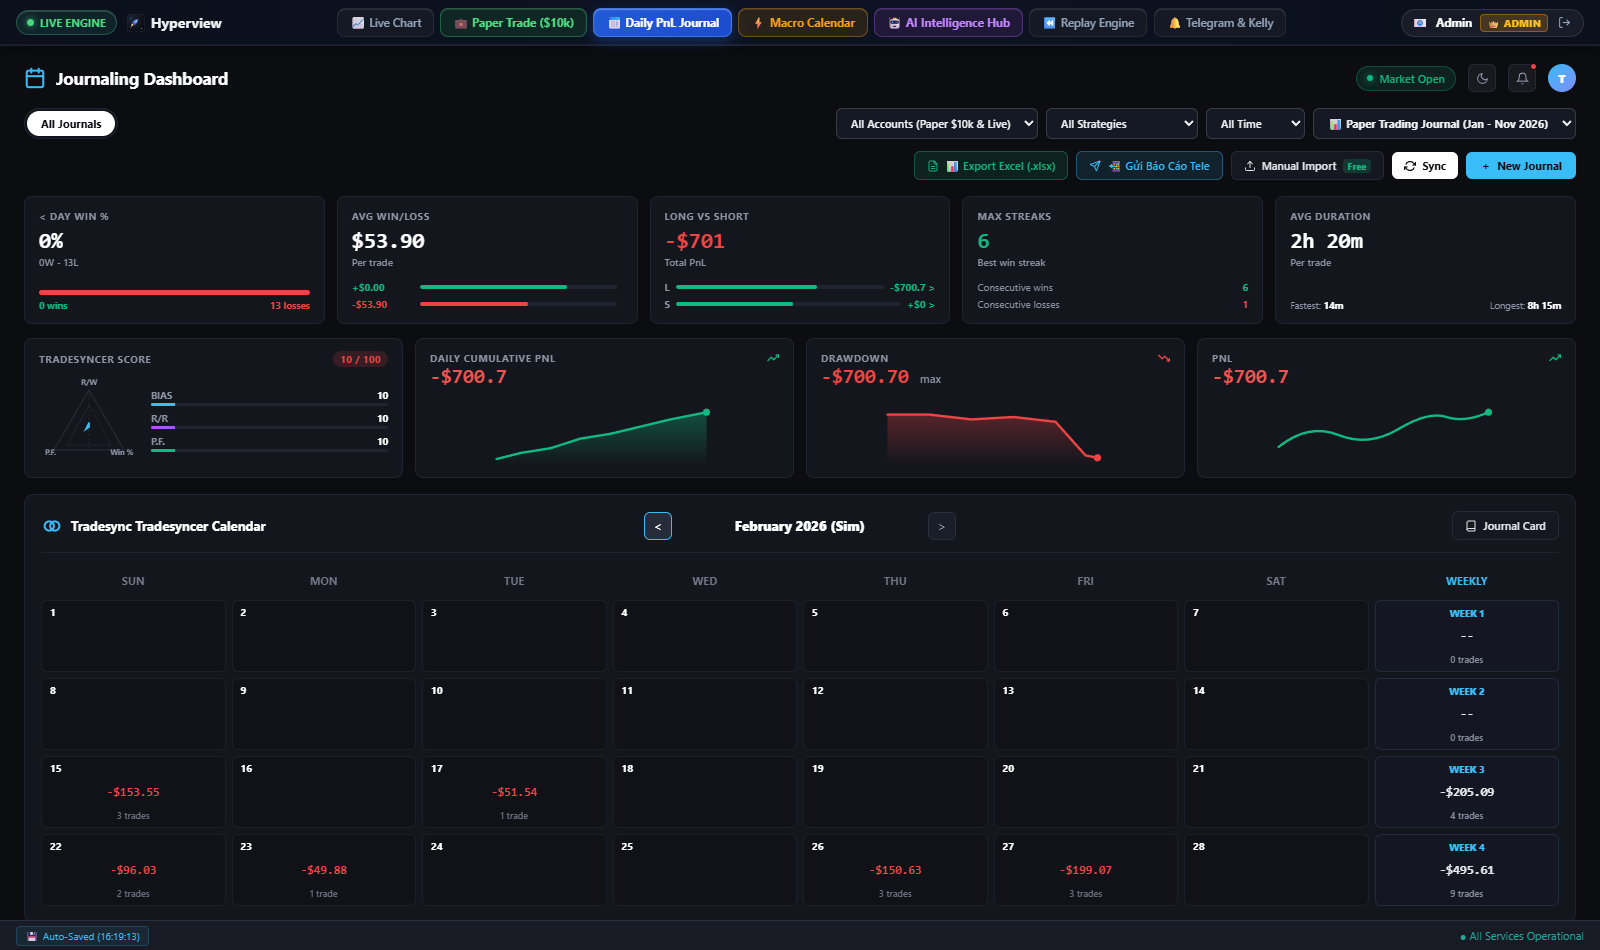 LIVE ENGINE
Hyperview
Live Chart
Paper Trade ($10k)
Daily PnL Journal
Macro Calendar
AI Intelligence Hub
Replay Engine
Telegram & Kelly
Admin
ADMIN
Journaling Dashboard
Market Open
T
All Journals
All Accounts (Paper $10k & Live)
All Strategies
All Time
Paper Trading Journal (Jan - Nov 2026)
Export Excel (.xlsx)
Gửi Báo Cáo Tele
Manual Import Free
Sync
+ New Journal
< DAY WIN %
0%
0W - 13L
0 wins
13 losses
AVG WIN/LOSS
$53.90
Per trade
+$0.00
-$53.90
LONG VS SHORT
-$701
Total PnL
L -$700.7 >
S +$0 >
MAX STREAKS
6
Best win streak
Consecutive wins 6
Consecutive losses 1
AVG DURATION
2h 20m
Per trade
Fastest: 14m
Longest: 8h 15m
TRADESYNCER SCORE
10 / 100
R/W
P.F.
Win %
BIAS 10
R/R 10
P.F. 10
DAILY CUMULATIVE PNL
-$700.7
DRAWDOWN
-$700.70 max
PNL
-$700.7
Tradesync Tradesyncer Calendar
<
February 2026 (Sim)
>
Journal Card
SUN MON TUE WED THU FRI SAT WEEKLY
1 2 3 4 5 6 7 WEEK 1
--
0 trades
8 9 10 11 12 13 14 WEEK 2
--
0 trades
15 16 17 18 19 20 21 WEEK 3
-$153.55 -$51.54 -$205.09
3 trades 1 trade 4 trades
22 23 24 25 26 27 28 WEEK 4
-$96.03 -$49.88 -$150.63 -$199.07 -$495.61
2 trades 1 trade 3 trades 3 trades 9 trades
Auto-Saved (16:19:13)
All Services Operational